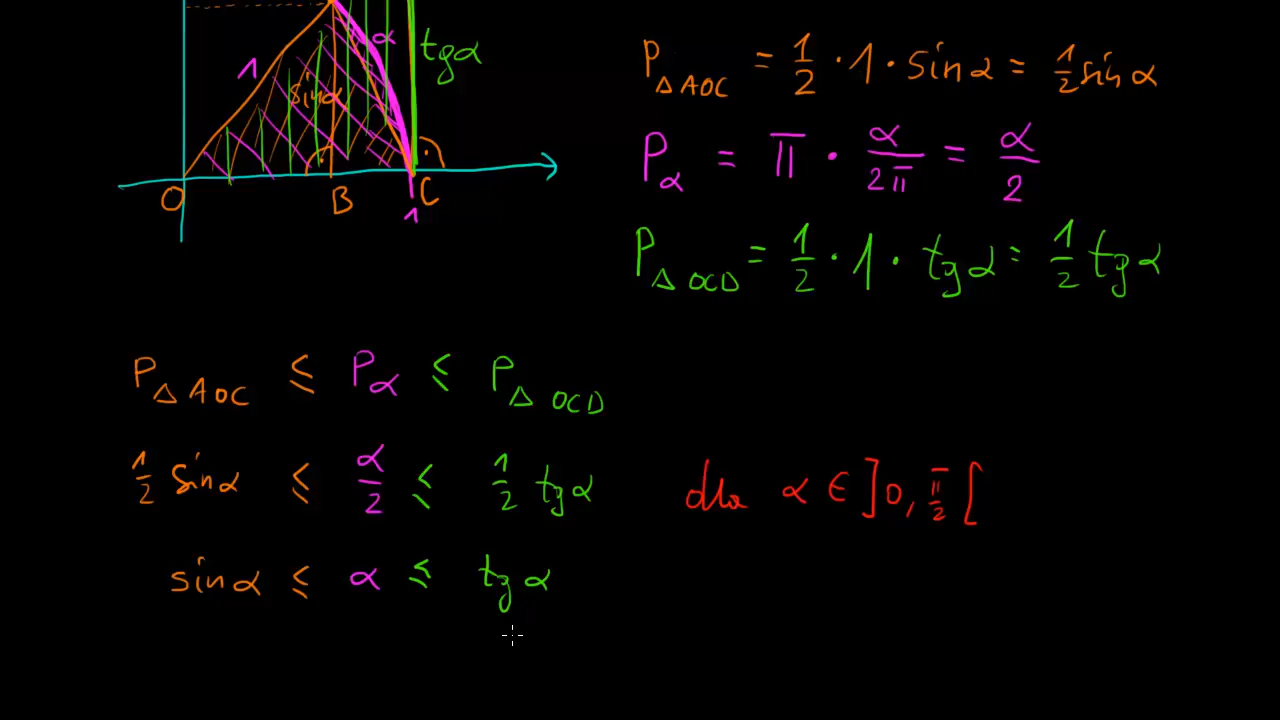 α tgα
1 sinα
O B C
1
P△AOC = 1/2 · 1 · sinα = 1/2 sinα
Pα = π · α/2π = α/2
P△OCD = 1/2 · 1 · tgα = 1/2 tgα
P△AOC ≤ Pα ≤ P△OCD
1/2 sinα ≤ α/2 ≤ 1/2 tgα dla α ∈ ]0, π/2[
sinα ≤ α ≤ tgα